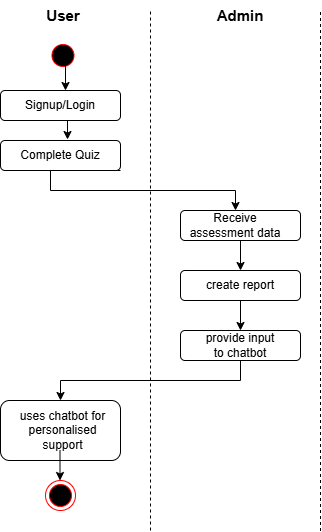 User
Admin
Signup/Login
Complete Quiz
Receive
assessment data
create report
provide input
to chatbot
uses chatbot for
personalised
support